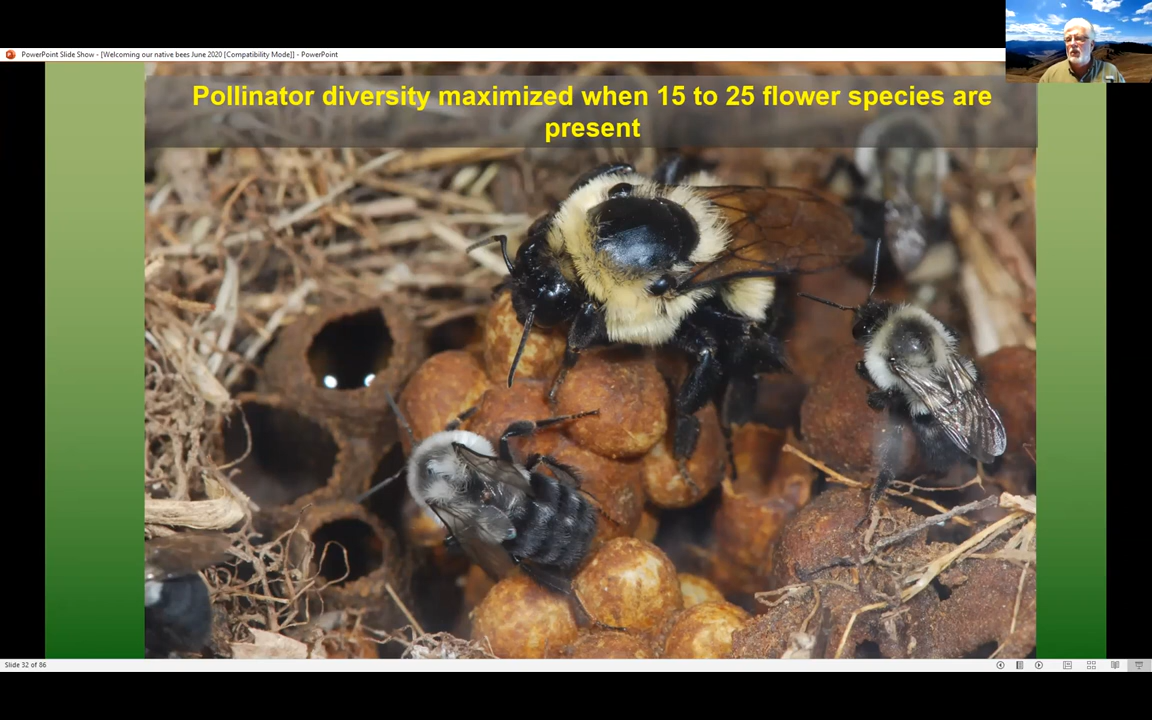 PowerPoint Slide Show - [Welcoming our native bees June 2020 [Compatibility Mode]] - PowerPoint
Pollinator diversity maximized when 15 to 25 flower species are
present
Slide 32 of 86